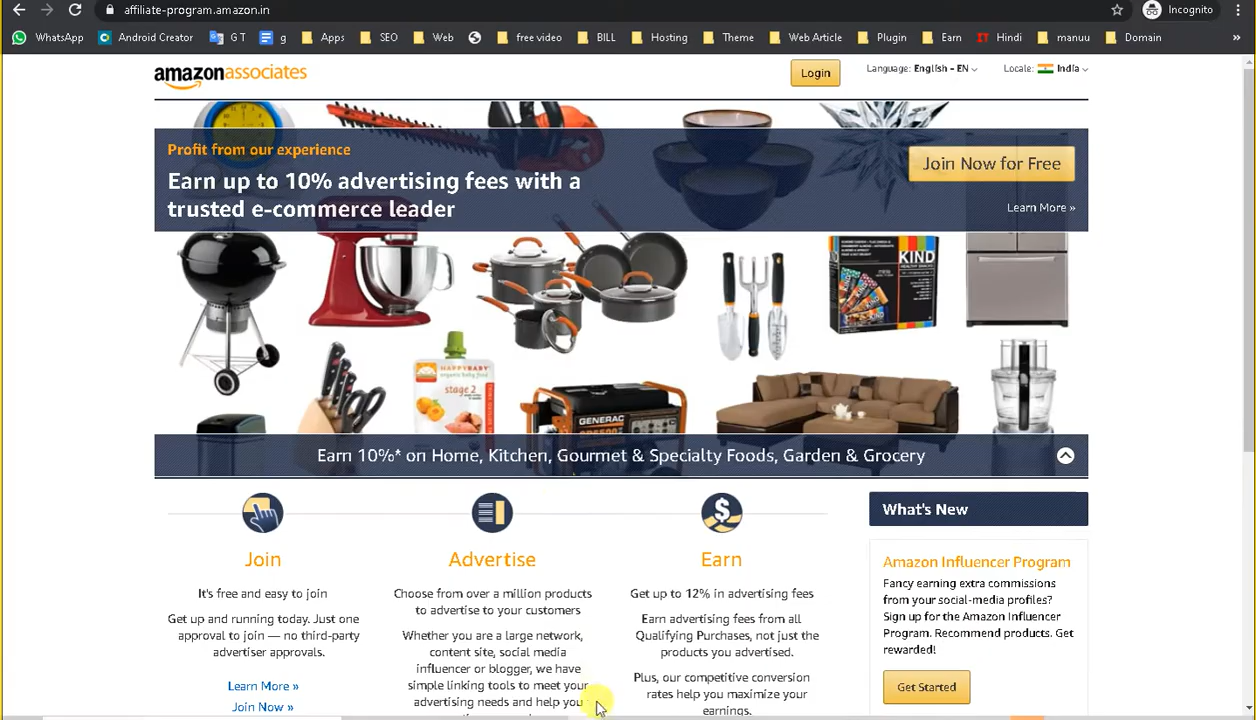 affiliate-program.amazon.in
Incognito
WhatsApp
Android Creator
G T
g
Apps
SEO
Web
free video
BILL
Hosting
Theme
Web Article
Plugin
Earn
Hindi
manuu
Domain
»
amazonassociates
Login
Language: English - EN
Locale: India
Profit from our experience
Earn up to 10% advertising fees with a
trusted e-commerce leader
Join Now for Free
Learn More »
KIND
HAPPYBABY
stage 2
GENERAC
Earn 10%* on Home, Kitchen, Gourmet & Specialty Foods, Garden & Grocery
Join
It's free and easy to join
Get up and running today. Just one
approval to join — no third-party
advertiser approvals.
Learn More »
Join Now »
Advertise
Choose from over a million products
to advertise to your customers
Whether you are a large network,
content site, social media
influencer or blogger, we have
simple linking tools to meet your
advertising needs and help you
Earn
Get up to 12% in advertising fees
Earn advertising fees from all
Qualifying Purchases, not just the
products you advertised.
Plus, our competitive conversion
rates help you maximize your
earnings.
What's New
Amazon Influencer Program
Fancy earning extra commissions
from your social-media profiles?
Sign up for the Amazon Influencer
Program. Recommend products. Get
rewarded!
Get Started